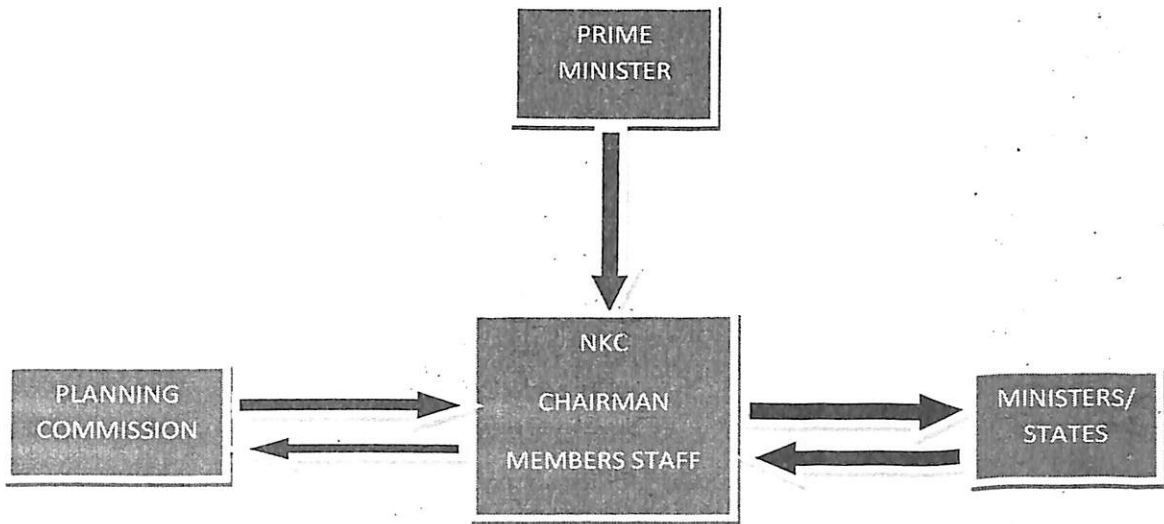 PRIME
MINISTER
NKC
CHAIRMAN
MEMBERS STAFF
PLANNING
COMMISSION
MINISTERS/
STATES